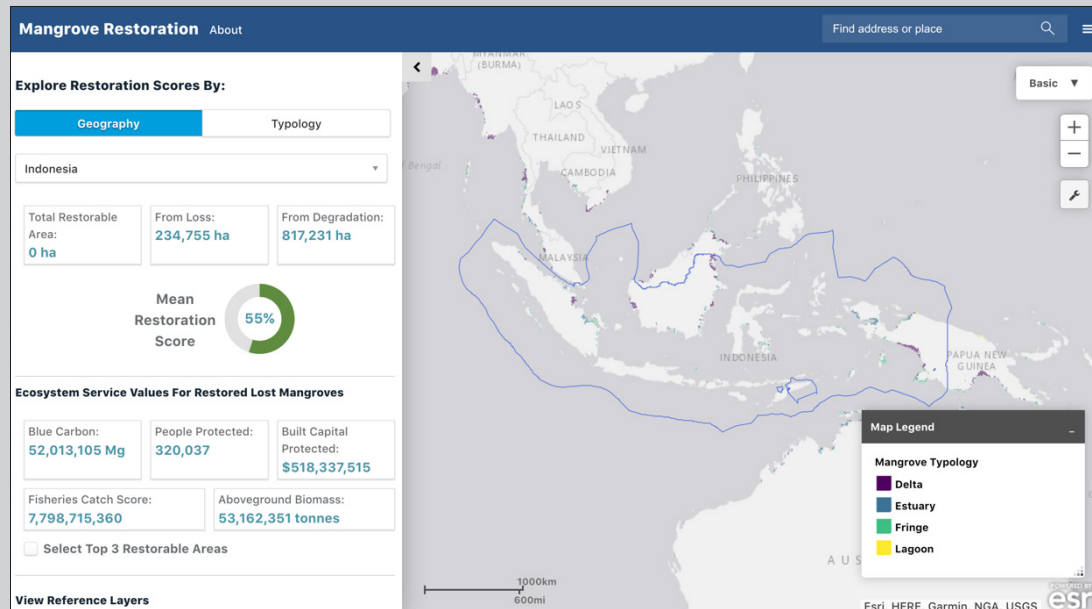 Mangrove Restoration About
Find address or place
Explore Restoration Scores By:
Geography
Typology
Indonesia
Total Restorable
Area:
0 ha
From Loss:
234,755 ha
From Degradation:
817,231 ha
Mean
Restoration
Score
55%
Ecosystem Service Values For Restored Lost Mangroves
Blue Carbon:
52,013,105 Mg
People Protected:
320,037
Built Capital
Protected:
$518,337,515
Fisheries Catch Score:
7,798,715,360
Aboveground Biomass:
53,162,351 tonnes
Select Top 3 Restorable Areas
View Reference Layers
Basic
MYANMAR
(BURMA)
LAOS
THAILAND
VIETNAM
CAMBODIA
Bengal
PHILIPPINES
MALAYSIA
INDONESIA
PAPUA NEW
GUINEA
Map Legend
Mangrove Typology
Delta
Estuary
Fringe
Lagoon
AUS
1000km
600mi
POWERED BY
esri
Esri, HERE, Garmin, NGA, USGS